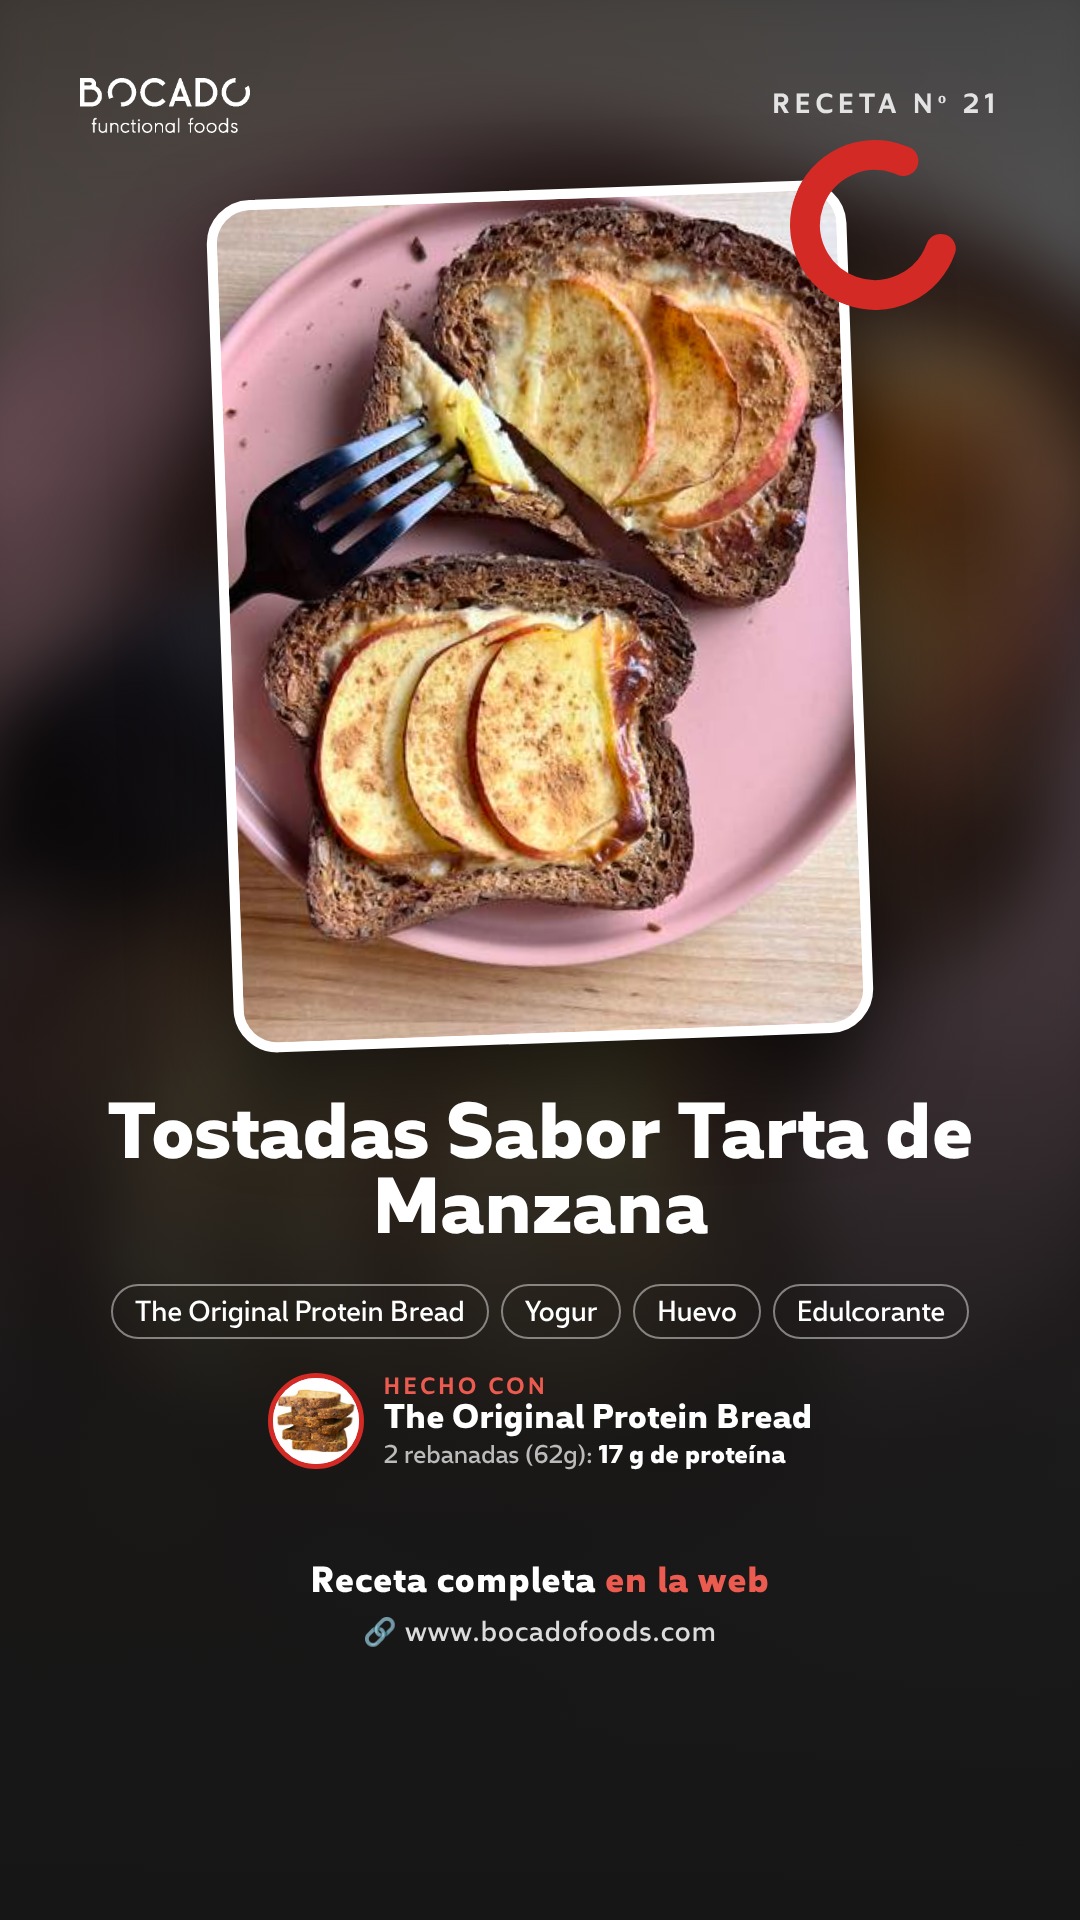 BOCADO
functional foods
RECETA Nº 21
Tostadas Sabor Tarta de
Manzana
The Original Protein Bread
Yogur
Huevo
Edulcorante
HECHO CON
The Original Protein Bread
2 rebanadas (62g): 17 g de proteína
Receta completa en la web
www.bocadofoods.com